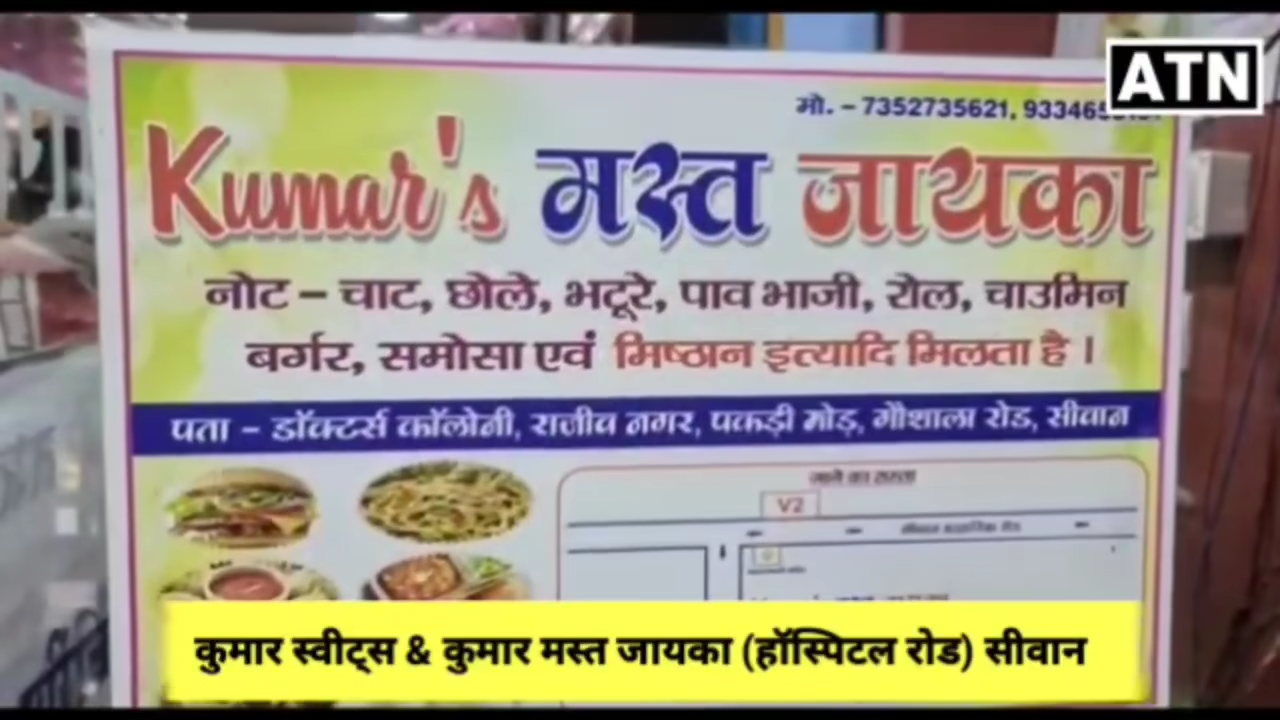 ATN
मो. – 7352735621,
Kumar's मस्त जायका
नोट – चाट, छोले, भटूरे, पाव भाजी, रोल, चाउमिन
बर्गर, समोसा एवं मिष्ठान इत्यादि मिलता है ।
पता – डॉक्टर्स कॉलोनी, राजीव नगर, पकड़ी मोड़, गौशाला रोड, सीवान
जाने का रास्ता
V2
कुमार स्वीट्स & कुमार मस्त जायका (हॉस्पिटल रोड) सीवान